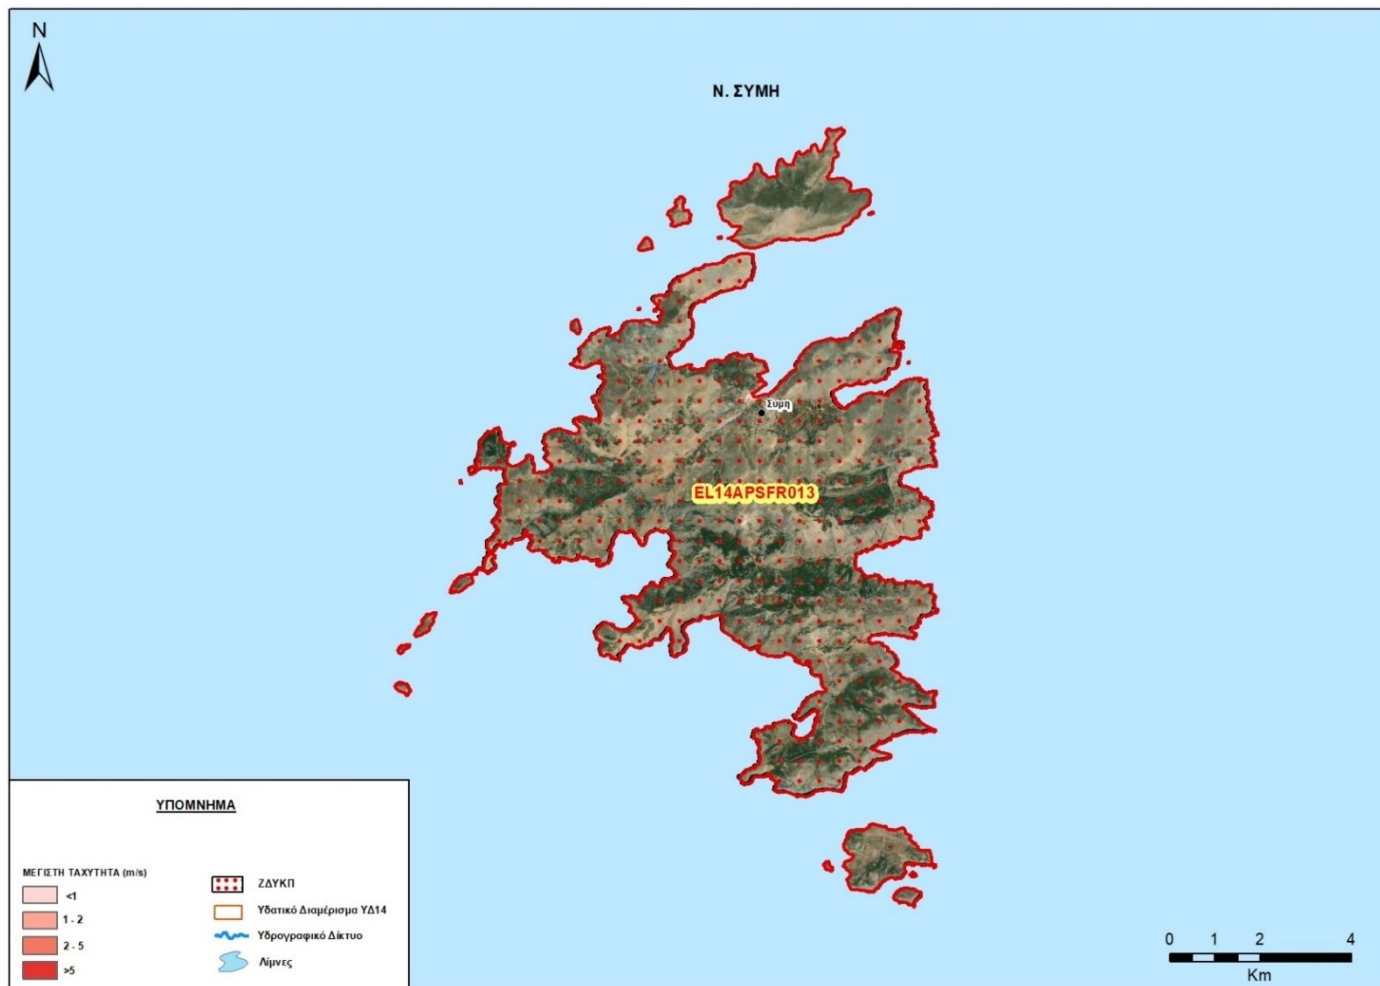 N
Ν. ΣΥΜΗ
Σύμη
EL14APSFR013
ΥΠΟΜΝΗΜΑ
ΜΕΓΙΣΤΗ ΤΑΧΥΤΗΤΑ (m/s)
<1
1 - 2
2 - 5
>5
ΖΔΥΚΠ
Υδατικό Διαμέρισμα ΥΔ14
Υδρογραφικό Δίκτυο
Λίμνες
0 1 2 4
Km